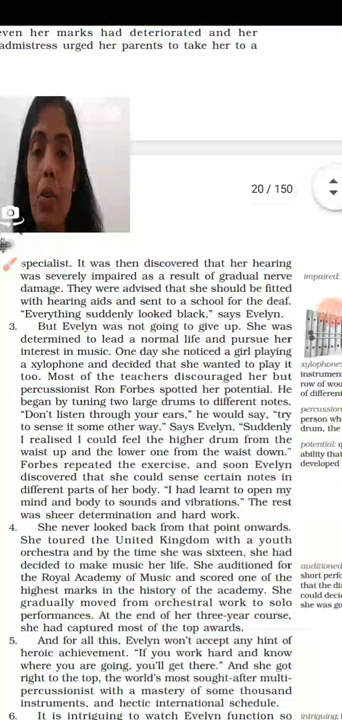 even her marks had deteriorated and her
admistress urged her parents to take her to a
20 / 150
specialist. It was then discovered that her hearing
was severely impaired as a result of gradual nerve
damage. They were advised that she should be fitted
with hearing aids and sent to a school for the deaf.
“Everything suddenly looked black,” says Evelyn.
3. But Evelyn was not going to give up. She was
determined to lead a normal life and pursue her
interest in music. One day she noticed a girl playing
a xylophone and decided that she wanted to play it
too. Most of the teachers discouraged her but
percussionist Ron Forbes spotted her potential. He
began by tuning two large drums to different notes.
“Don’t listen through your ears,” he would say, “try
to sense it some other way.” Says Evelyn, “Suddenly
I realised I could feel the higher drum from the
waist up and the lower one from the waist down.”
Forbes repeated the exercise, and soon Evelyn
discovered that she could sense certain notes in
different parts of her body. “I had learnt to open my
mind and body to sounds and vibrations.” The rest
was sheer determination and hard work.
4. She never looked back from that point onwards.
She toured the United Kingdom with a youth
orchestra and by the time she was sixteen, she had
decided to make music her life. She auditioned for
the Royal Academy of Music and scored one of the
highest marks in the history of the academy. She
gradually moved from orchestral work to solo
performances. At the end of her three-year course,
she had captured most of the top awards.
5. And for all this, Evelyn won’t accept any hint of
heroic achievement. “If you work hard and know
where you are going, you’ll get there.” And she got
right to the top, the world’s most sought-after multi-
percussionist with a mastery of some thousand
instruments, and hectic international schedule.
6. It is intriguing to watch Evelyn function so
impaired:
xylophone:
instrumen
row of woo
of different
percussion
person wh
drum, the
potential: q
ability that
developed
auditioned
short perfo
that the di
could deci
she was go
intriguing: